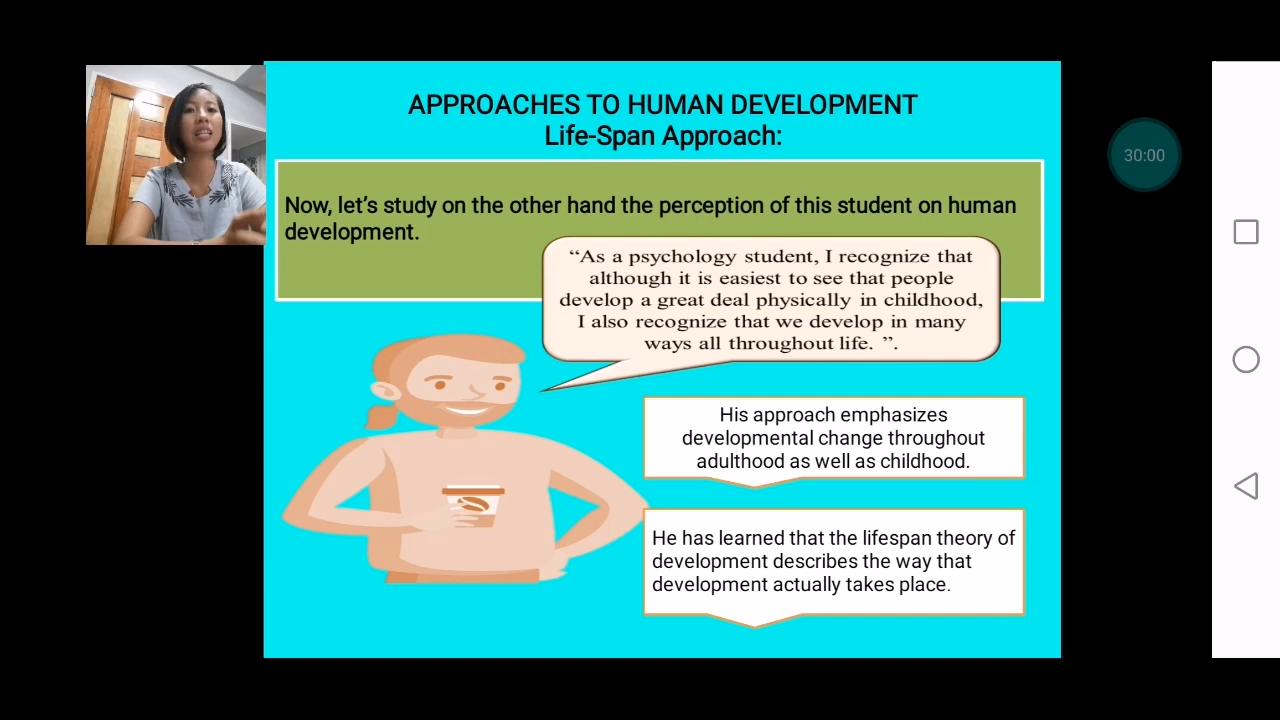 APPROACHES TO HUMAN DEVELOPMENT
Life-Span Approach:
Now, let's study on the other hand the perception of this student on human
development.
“As a psychology student, I recognize that
although it is easiest to see that people
develop a great deal physically in childhood,
I also recognize that we develop in many
ways all throughout life. ”.
His approach emphasizes
developmental change throughout
adulthood as well as childhood.
He has learned that the lifespan theory of
development describes the way that
development actually takes place.
30:00